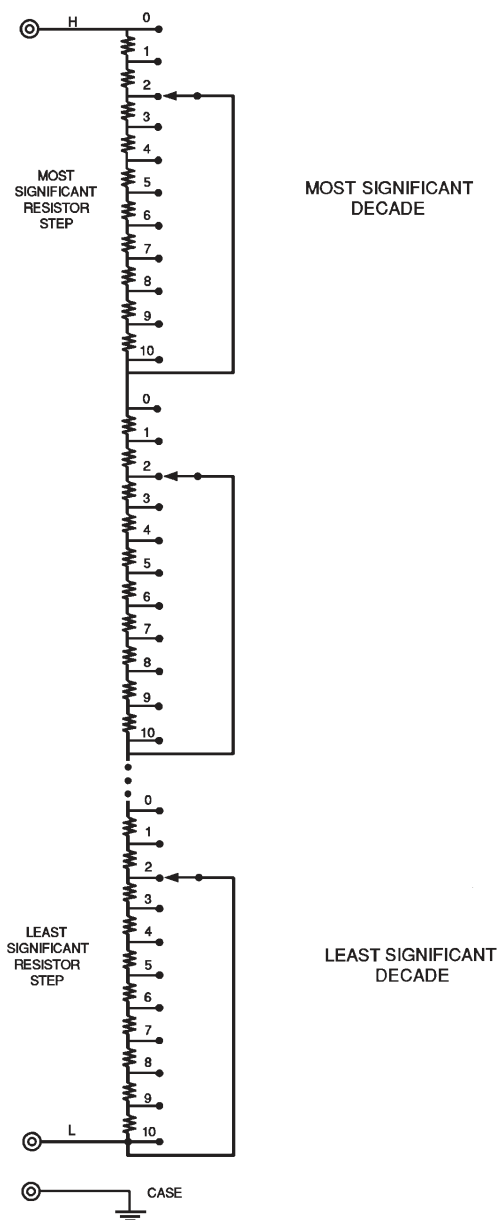 H
0
1
2
3
4
5
6
7
8
9
10
MOST
SIGNIFICANT
RESISTOR
STEP
MOST SIGNIFICANT
DECADE
0
1
2
3
4
5
6
7
8
9
10
0
1
2
3
4
5
6
7
8
9
10
LEAST
SIGNIFICANT
RESISTOR
STEP
LEAST SIGNIFICANT
DECADE
L
CASE